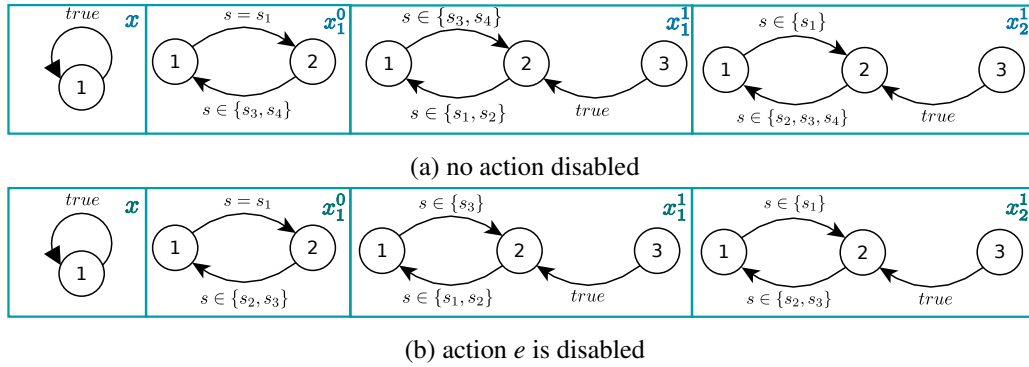 true x s = s₁ x₁⁰ s ∈ {s₃, s₄} x₁¹ s ∈ {s₁} x₂¹
1 1 2 1 2 3 1 2 3
s ∈ {s₃, s₄} s ∈ {s₁, s₂} true s ∈ {s₂, s₃, s₄} true
(a) no action disabled
true x s = s₁ x₁⁰ s ∈ {s₃} x₁¹ s ∈ {s₁} x₂¹
1 1 2 1 2 3 1 2 3
s ∈ {s₂, s₃} s ∈ {s₁, s₂} true s ∈ {s₂, s₃} true
(b) action e is disabled